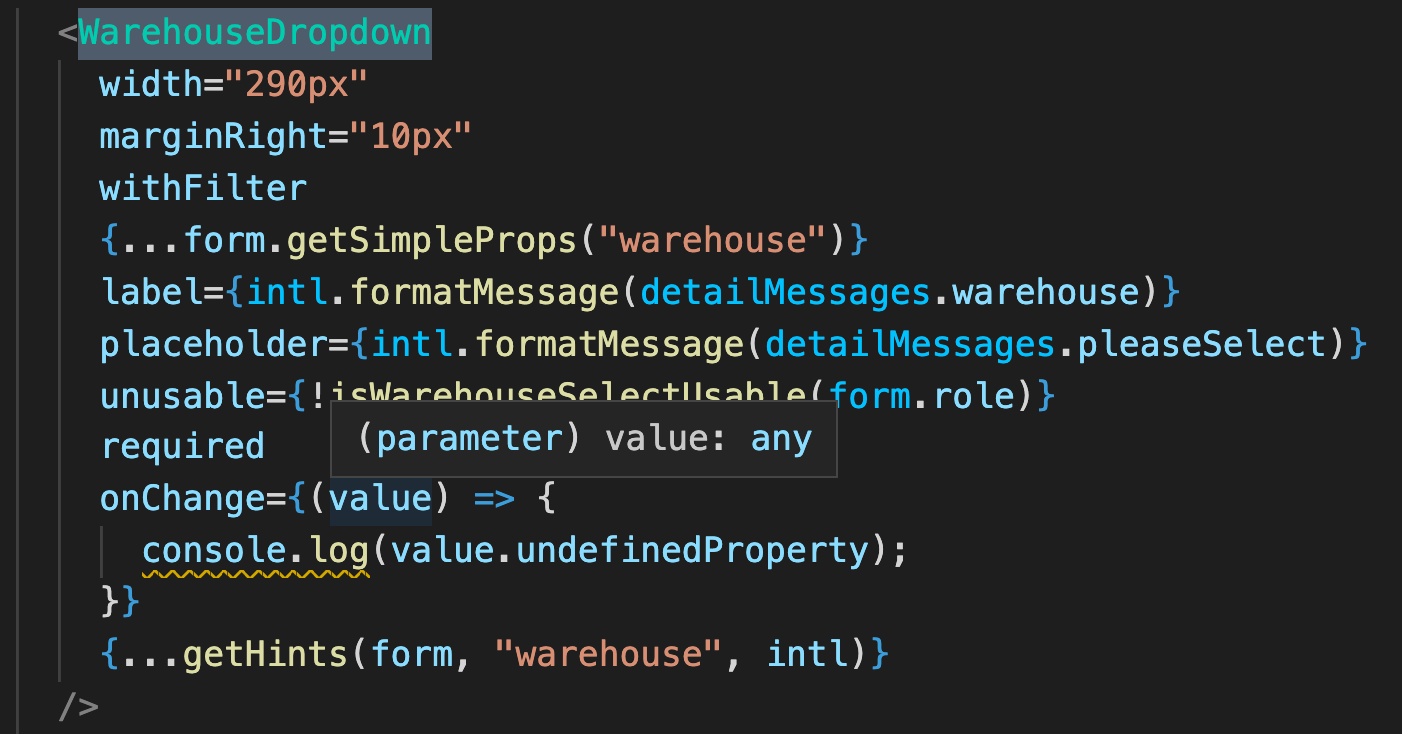 <WarehouseDropdown
width="290px"
marginRight="10px"
withFilter
{...form.getSimpleProps("warehouse")}
label={intl.formatMessage(detailMessages.warehouse)}
placeholder={intl.formatMessage(detailMessages.pleaseSelect)}
unusable={!isWarehouseSelectUsable(form.role)}
(parameter) value: any
required
onChange={(value) => {
console.log(value.undefinedProperty);
}}
{...getHints(form, "warehouse", intl)}
/>